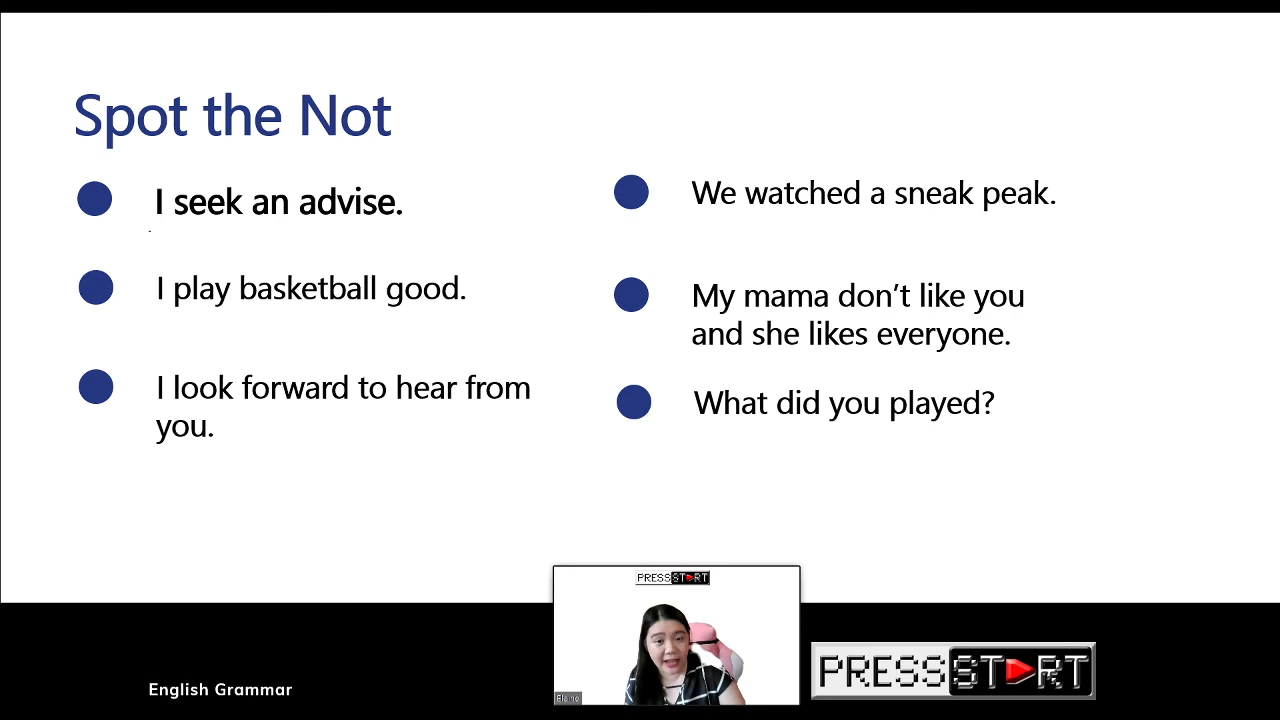 Spot the Not
I seek an advise.
I play basketball good.
I look forward to hear from
you.
We watched a sneak peak.
My mama don't like you
and she likes everyone.
What did you played?
PRESS START
English Grammar
PRESS START